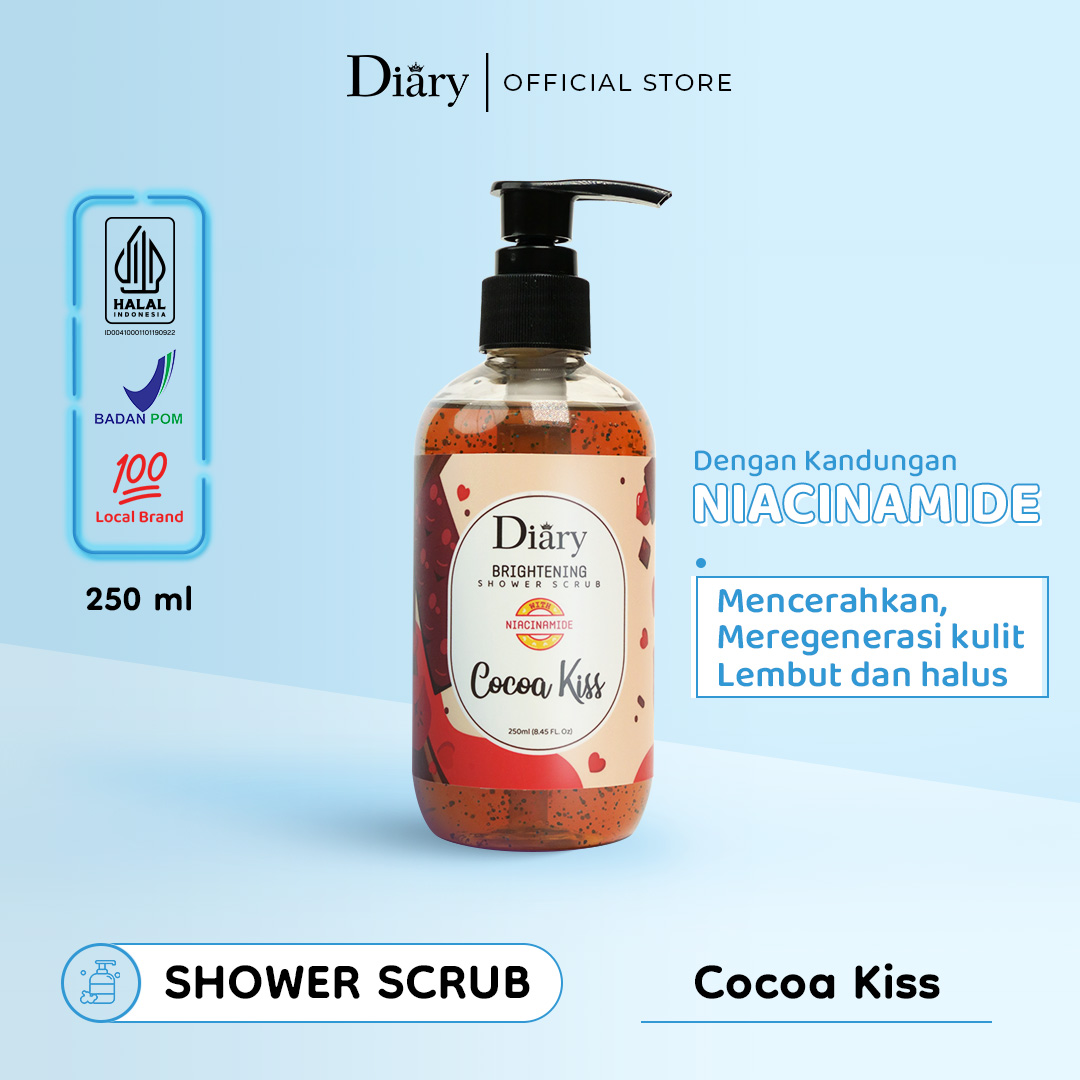 Diary | OFFICIAL STORE
HALAL
INDONESIA
ID00410001101190922
BADAN POM
100
Local Brand
250 ml
Dengan Kandungan
NIACINAMIDE
Mencerahkan,
Meregenerasi kulit
Lembut dan halus
Diary
BRIGHTENING
SHOWER SCRUB
WITH
NIACINAMIDE
Cocoa Kiss
250ml (8.45 FL. Oz)
SHOWER SCRUB
Cocoa Kiss